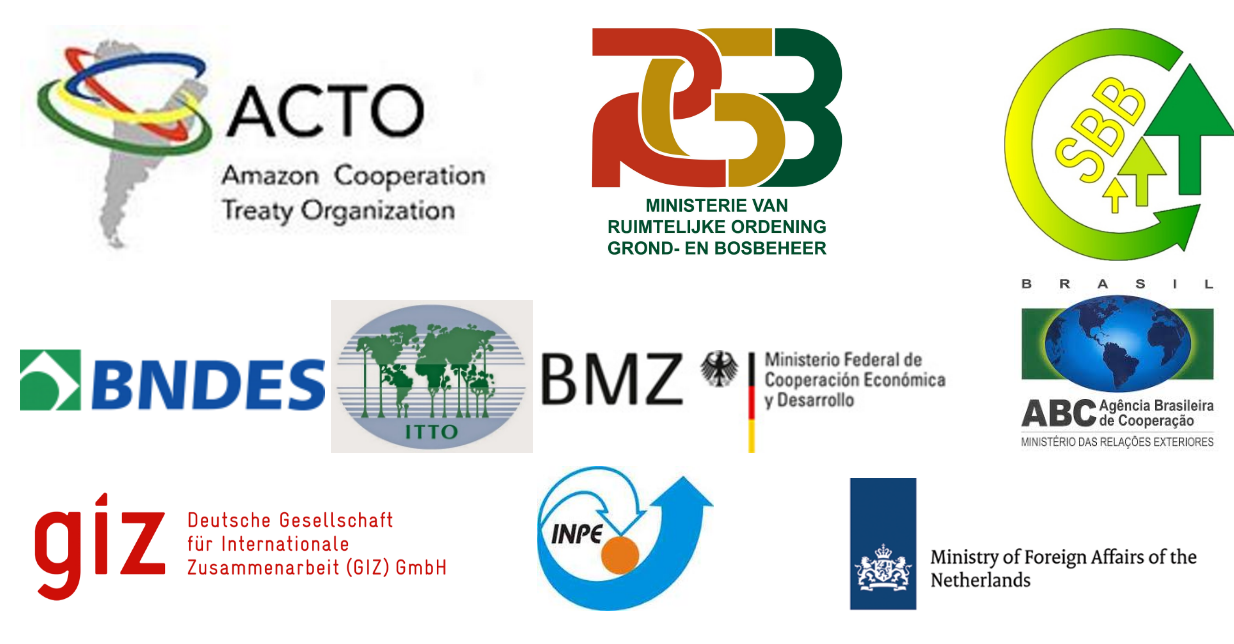 ACTO
Amazon Cooperation
Treaty Organization
RGB
MINISTERIE VAN
RUIMTELIJKE ORDENING
GROND- EN BOSBEHEER
SBB
BNDES
ITTO
BMZ
Ministerio Federal de
Cooperación Económica
y Desarrollo
BRASIL
ABC
Agência Brasileira
de Cooperação
MINISTÉRIO DAS RELAÇÕES EXTERIORES
giz
Deutsche Gesellschaft
für Internationale
Zusammenarbeit (GIZ) GmbH
INPE
Ministry of Foreign Affairs of the
Netherlands